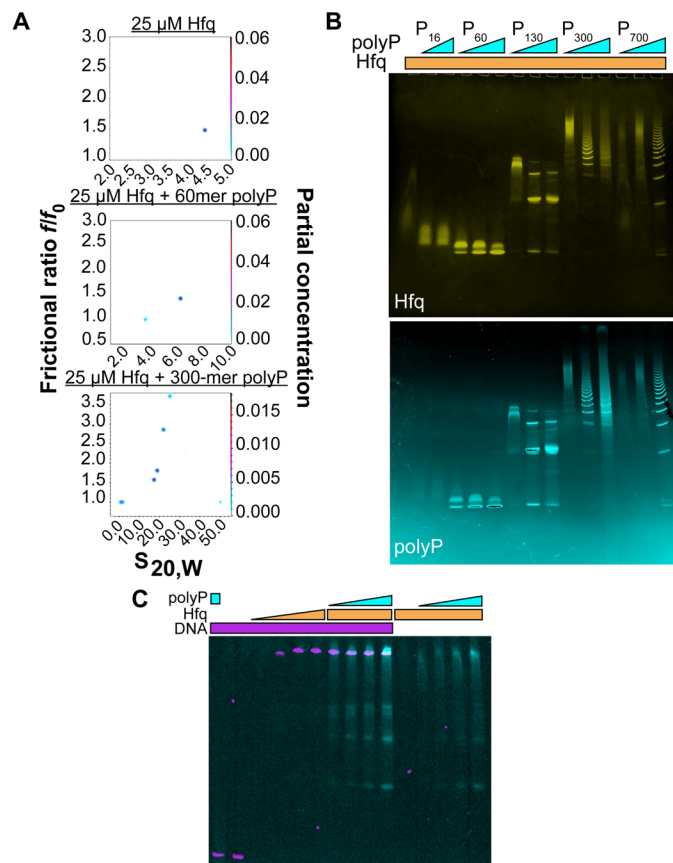 A
25 µM Hfq
3.0
2.5
2.0
1.5
1.0
0.06
0.04
0.02
0.00
2.0
2.5
3.0
3.5
4.0
4.5
5.0
25 µM Hfq + 60mer polyP
3.0
2.5
2.0
1.5
1.0
0.5
0.06
0.04
0.02
0.00
2.0
4.0
6.0
8.0
10.0
25 µM Hfq + 300-mer polyP
3.5
3.0
2.5
2.0
1.5
1.0
0.015
0.010
0.005
0.000
0.0
10.0
20.0
30.0
40.0
50.0
Frictional ratio f/f0
Partial concentration
S20,W
B
polyP P16 P60 P130 P300 P700
Hfq
Hfq
polyP
C
polyP
Hfq
DNA